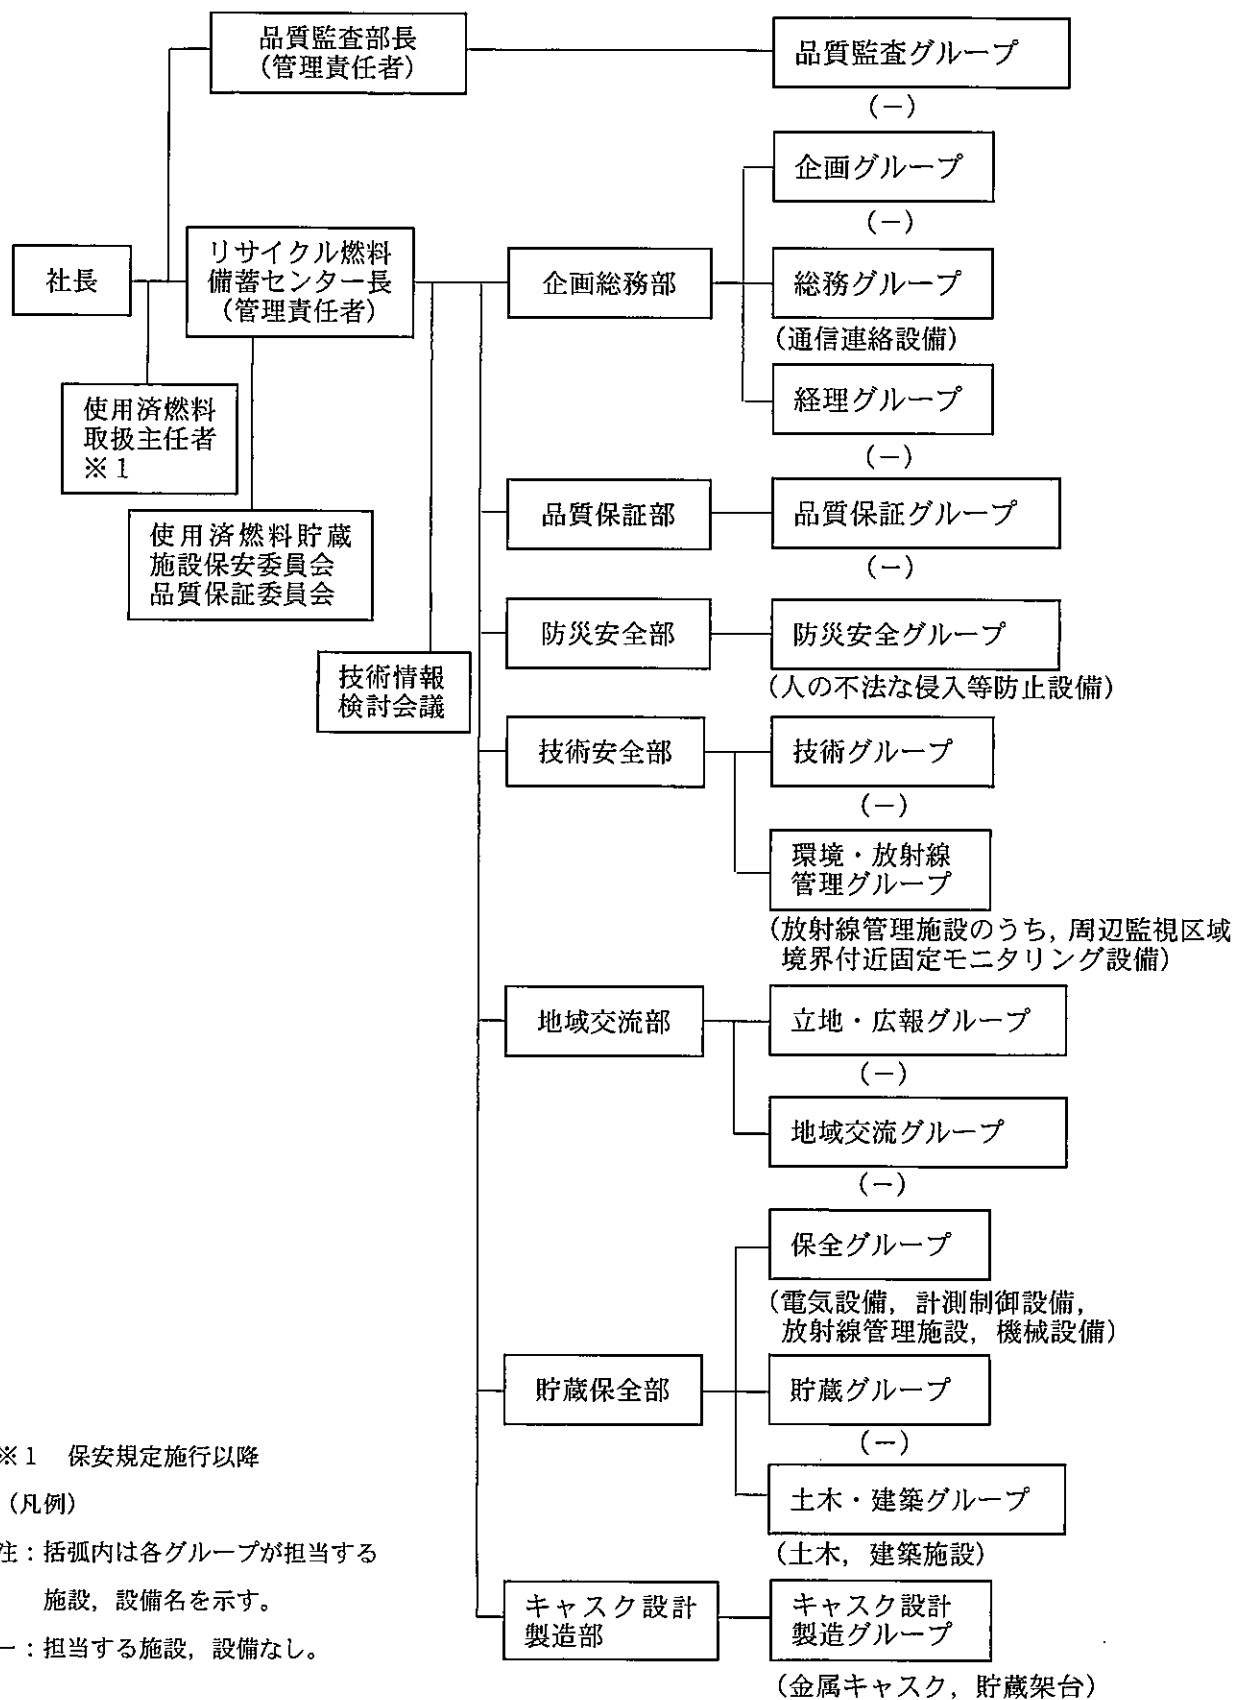 品質監査部長
(管理責任者)
品質監査グループ
(-)
企画グループ
(-)
社長
リサイクル燃料
備蓄センター長
(管理責任者)
企画総務部
総務グループ
(通信連絡設備)
経理グループ
(-)
使用済燃料
取扱主任者
※1
使用済燃料貯蔵
施設保安委員会
品質保証委員会
技術情報
検討会議
品質保証部
品質保証グループ
(-)
防災安全部
防災安全グループ
(人の不法な侵入等防止設備)
技術安全部
技術グループ
(-)
環境・放射線
管理グループ
(放射線管理施設のうち,周辺監視区域
境界付近固定モニタリング設備)
地域交流部
立地・広報グループ
(-)
地域交流グループ
(-)
保全グループ
(電気設備,計測制御設備,
放射線管理施設,機械設備)
貯蔵保全部
貯蔵グループ
(-)
土木・建築グループ
(土木,建築施設)
キャスク設計
製造部
キャスク設計
製造グループ
(金属キャスク,貯蔵架台)
※1 保安規定施行以降
(凡例)
注:括弧内は各グループが担当する
施設,設備名を示す。
-:担当する施設,設備なし。